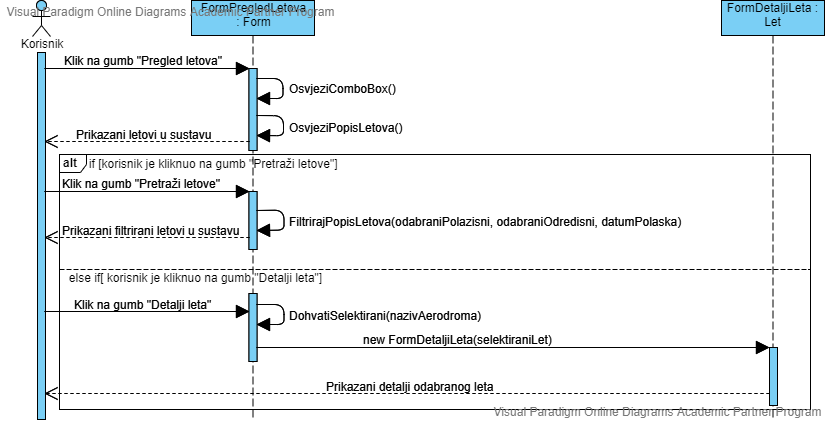 Visual Paradigm Online Diagrams Academic Partner Program
FormPregledLetova
: Form
FormDetaljiLeta :
Let
Korisnik
Klik na gumb "Pregled letova"
OsvjeziComboBox()
OsvjeziPopisLetova()
Prikazani letovi u sustavu
alt
if [korisnik je kliknuo na gumb "Pretraži letove"]
Klik na gumb "Pretraži letove"
FiltrirajPopisLetova(odabraniPolazisni, odabraniOdredisni, datumPolaska)
Prikazani filtrirani letovi u sustavu
else if[ korisnik je kliknuo na gumb "Detalji leta"]
Klik na gumb "Detalji leta"
DohvatiSelektirani(nazivAerodroma)
new FormDetaljiLeta(selektiraniLet)
Prikazani detalji odabranog leta
Visual Paradigm Online Diagrams Academic Partner Program